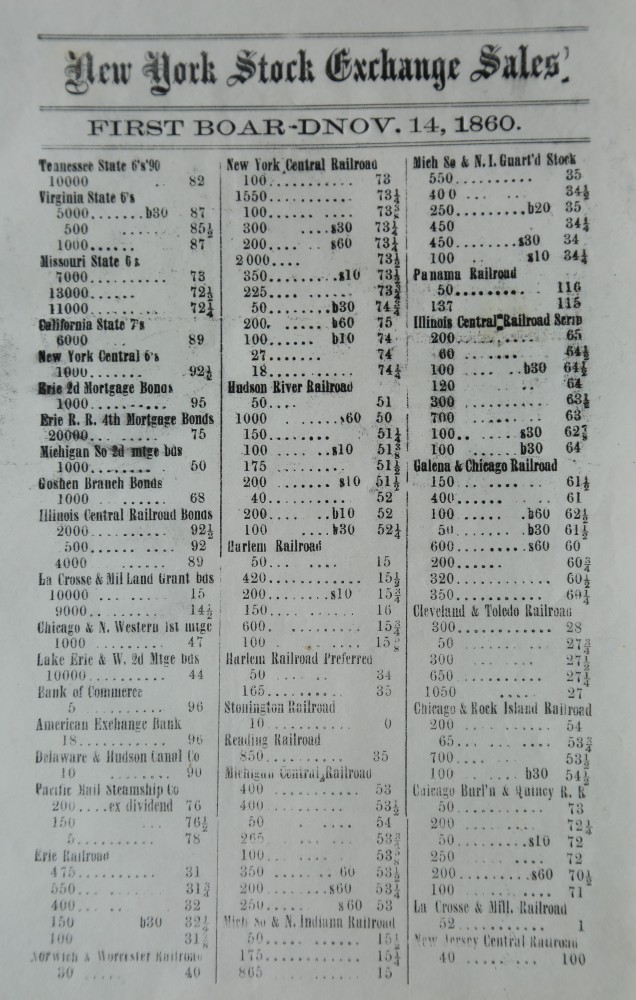 New York Stock Exchange Sales.
FIRST BOAR-DNOV. 14, 1860.
Tennessee State 6's'90
10000 .. 82
Virginia State 6's
5000.......b30 87
500 ...... 85½
1000...... 87
Missouri State 6s
7000......... 73
13000...... 72½
11000...... 72¼
California State 7's
6000 .. 89
New York Central 6's
1000....... 92½
Erie 2d Mortgage Bonds
1000.......... 95
Erie R. R. 4th Mortgage Bonds
20000.......... 75
Michigan So 2d mtge bds
1000.......... 50
Goshen Branch Bonds
1000 ........ 68
Illinois Central Railroad Bonds
2000.......... 92½
500...... .... 92
4000 ...... 89
La Crosse & Mil Land Grant bds
10000 ...... 15
9000.......... 14½
Chicago & N. Western 1st mtge
1000 ......... 47
Lake Erie & W. 2d Mtge bds
10000.......... 44
Bank of Commerce
5 .......... 96
American Exchange Bank
18........... 96
Delaware & Hudson Canal Co
10 .......... 90
Pacific Mail Steamship Co
200.....ex dividend 76
150 ... 76½
5......... 78
Erie Railroad
475.......... 31
550.... .... 31¾
400.... .. 32
150 b30
100
Norwich & Worcester Railroad
30 ..... 40
New York Central Railroad
100........... 73
1550........... 73¼
100........... 73⅜
300 ....s30 73¼
200.... s60 73¼
2000.... 73½
350.......s10 73½
225.... ......
50......b30
200. .....b60 75
100...... b10 74
27........ 74
18......... 74¼
Hudson River Railroad
50.... 51
1000 .......s60 50
150........ 51¼
100 ....s10 51⅜
175 ........ 51½
200 ....... s10 51½
40......... 52
200.... .b10 52
100 ....b30 52¼
Harlem Railroad
50.... 15
420............ 15½
200........s10 15¾
150...... 16
600. .......... 15¾
100 ......... 15
Harlem Railroad Preferred
50 .... 34
165......... 35
Stonington Railroad
10 .......... 0
Reading Railroad
850.......... 35
Michigan Central Railroad
400 ...... 53
400 ...... 53½
50 .... 54
265 ....
100... ......
350 ...... 60 53½
200......s60 53¼
250..... s60 53
Mich So & N. Indiana Railroad
50...... 15½
175...... 15¼
865 .... 15
Mich So & N. I. Guart'd Stock
550.......... 35
400 ... ... 34½
250.........b20 35
450 34¼
450........s30 34
100 .. s10 34¼
Panama Railroad
50......... 116
137 115
Illinois Central Railroad Scrip
200..... .... 65
60 ..... .... 64½
100 .... ..b30 64½
120 .. 64
300 ......... 63½
700 .... .... 63
100.. .....s30 62⅞
100 ..... b30 64
Galena & Chicago Railroad
150 .......... 61½
400...... .. 61
100 ...... .b60 62½
50 ...... .b30 61½
600........s60 60
200...... 60¾
320.......... 60½
350..........
Cleveland & Toledo Railroad
300........... 28
50 ..... 27¾
300 ..... 27½
650 ..... 27¼
1050 .... 27
Chicago & Rock Island Railroad
200 .... 54
65 ...... .... 53¾
700.... 53½
100 b30 54½
Chicago Burl'n & Quincy R. R
50........ 73
200 .... 72¼
50........s10 72
250 .... 72
200........s60 70½
100 ........ 71
La Crosse & Mill. Railroad
52........... 1
New Jersey Central Railroad
40 ........ 100